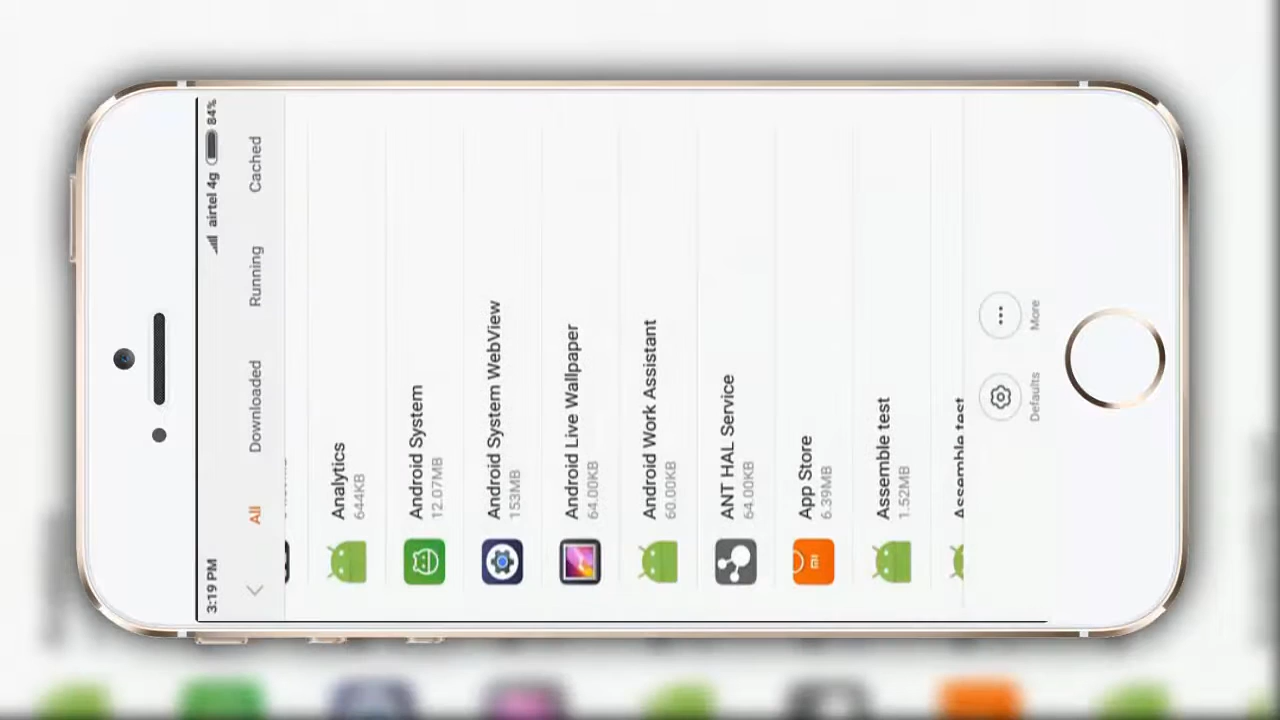 3:19 PM airtel 4g 84%
All Downloaded Running Cached
Analytics
644KB
Android System
12.07MB
Android System WebView
153MB
Android Live Wallpaper
64.00KB
Android Work Assistant
60.00KB
ANT HAL Service
64.00KB
App Store
6.39MB
Assemble test
1.52MB
Assemble test
Defaults More